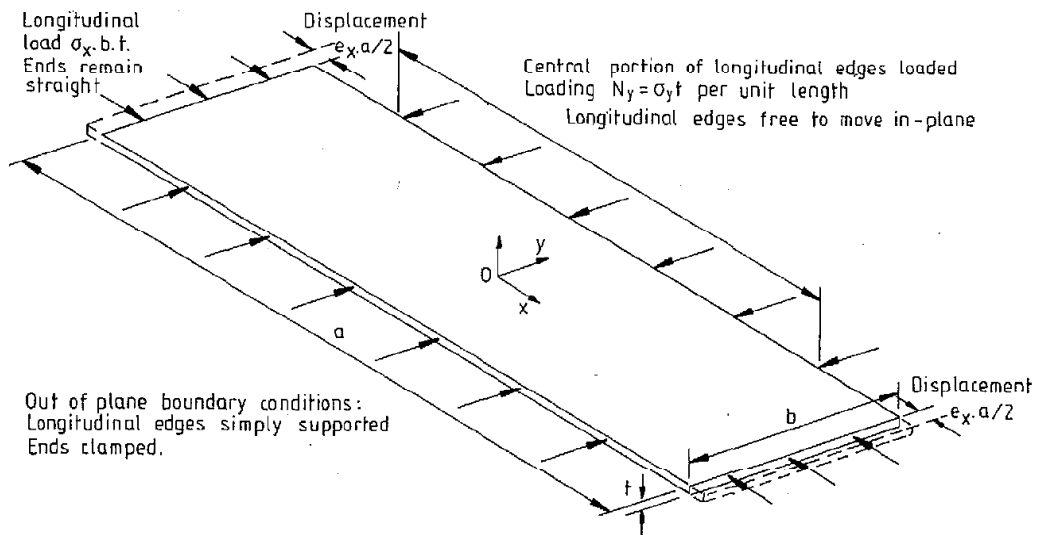 Longitudinal
load σx.b.t.
Ends remain
straight
Displacement
ex.a/2
Central portion of longitudinal edges loaded
Loading Ny=σyt per unit length
Longitudinal edges free to move in-plane
y
O
x
a
Out of plane boundary conditions:
Longitudinal edges simply supported
Ends clamped.
b
Displacement
ex.a/2
t